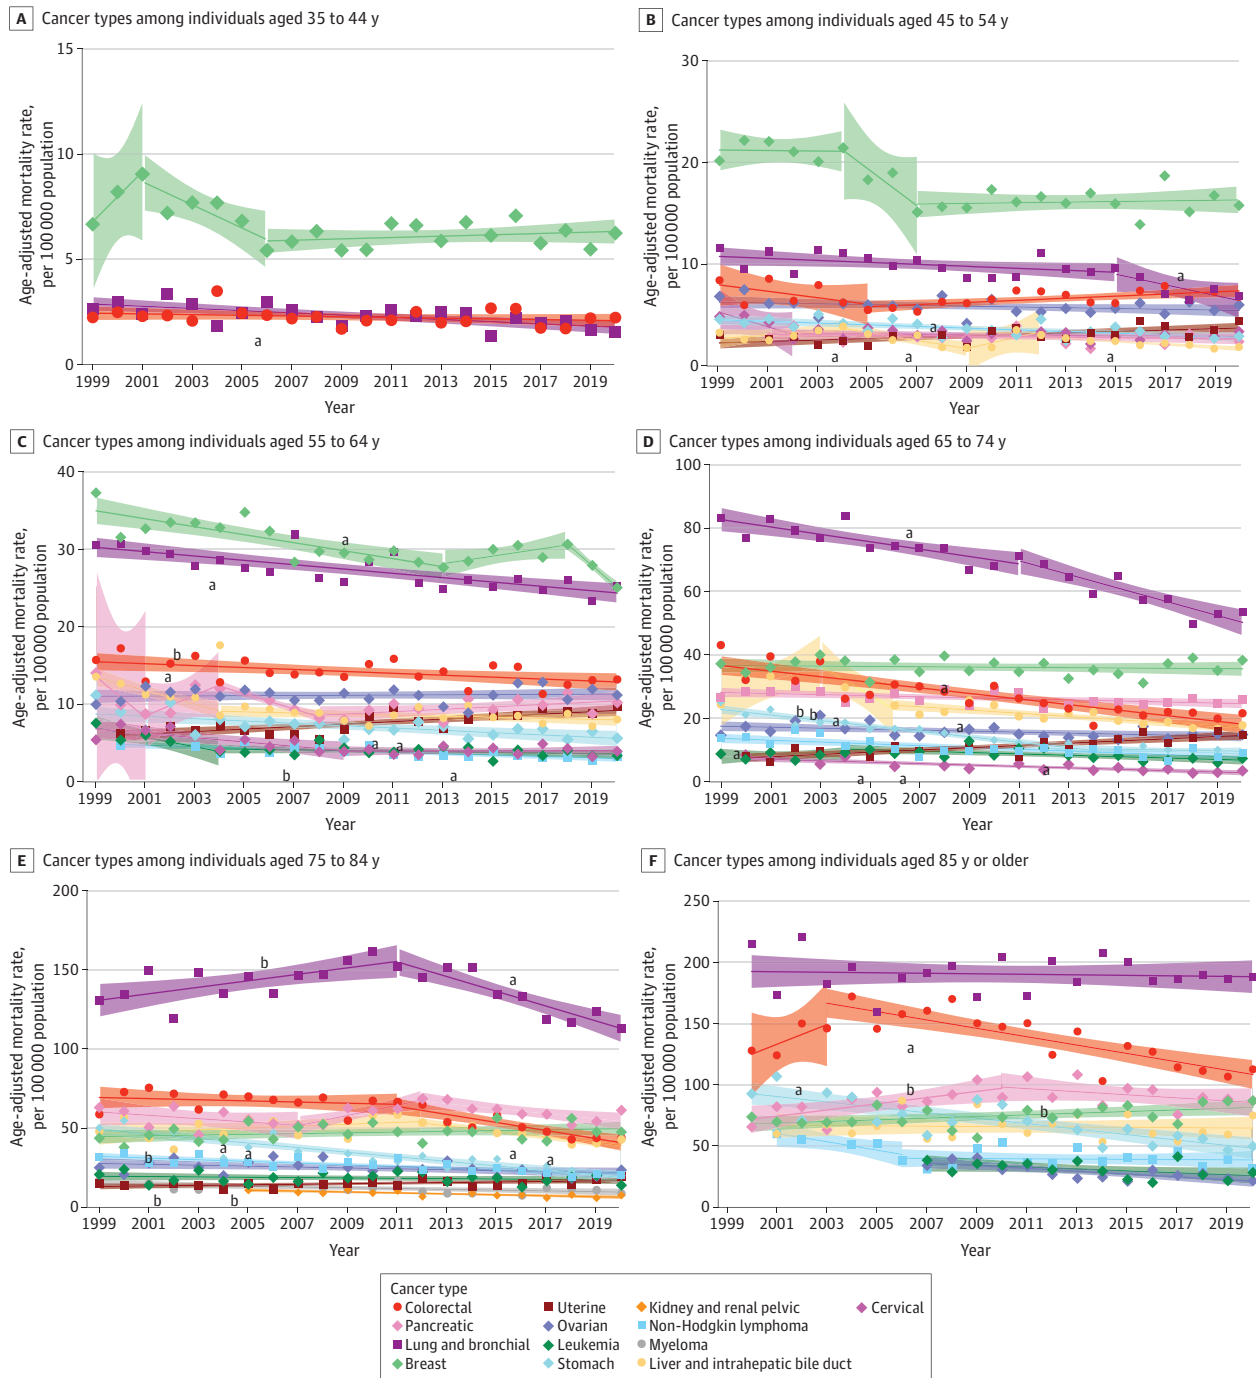 A Cancer types among individuals aged 35 to 44 y
Age-adjusted mortality rate,
per 100 000 population
15
10
5
0
a
1999 2001 2003 2005 2007 2009 2011 2013 2015 2017 2019
Year
B Cancer types among individuals aged 45 to 54 y
Age-adjusted mortality rate,
per 100 000 population
30
20
10
0
a
a
a
a
a
1999 2001 2003 2005 2007 2009 2011 2013 2015 2017 2019
Year
C Cancer types among individuals aged 55 to 64 y
Age-adjusted mortality rate,
per 100 000 population
40
30
20
10
0
a
a
b
a
a
a
b
a
1999 2001 2003 2005 2007 2009 2011 2013 2015 2017 2019
Year
D Cancer types among individuals aged 65 to 74 y
Age-adjusted mortality rate,
per 100 000 population
100
80
60
40
20
0
a
a
b
b
a
a
a
a
a
a
1999 2001 2003 2005 2007 2009 2011 2013 2015 2017 2019
Year
E Cancer types among individuals aged 75 to 84 y
Age-adjusted mortality rate,
per 100 000 population
200
150
100
50
0
b
a
b
a
a
a
a
b
b
1999 2001 2003 2005 2007 2009 2011 2013 2015 2017 2019
Year
F Cancer types among individuals aged 85 y or older
Age-adjusted mortality rate,
per 100 000 population
250
200
150
100
50
0
a
a
b
b
1999 2001 2003 2005 2007 2009 2011 2013 2015 2017 2019
Year
Cancer type
Colorectal
Pancreatic
Lung and bronchial
Breast
Uterine
Ovarian
Leukemia
Stomach
Kidney and renal pelvic
Non-Hodgkin lymphoma
Myeloma
Liver and intrahepatic bile duct
Cervical